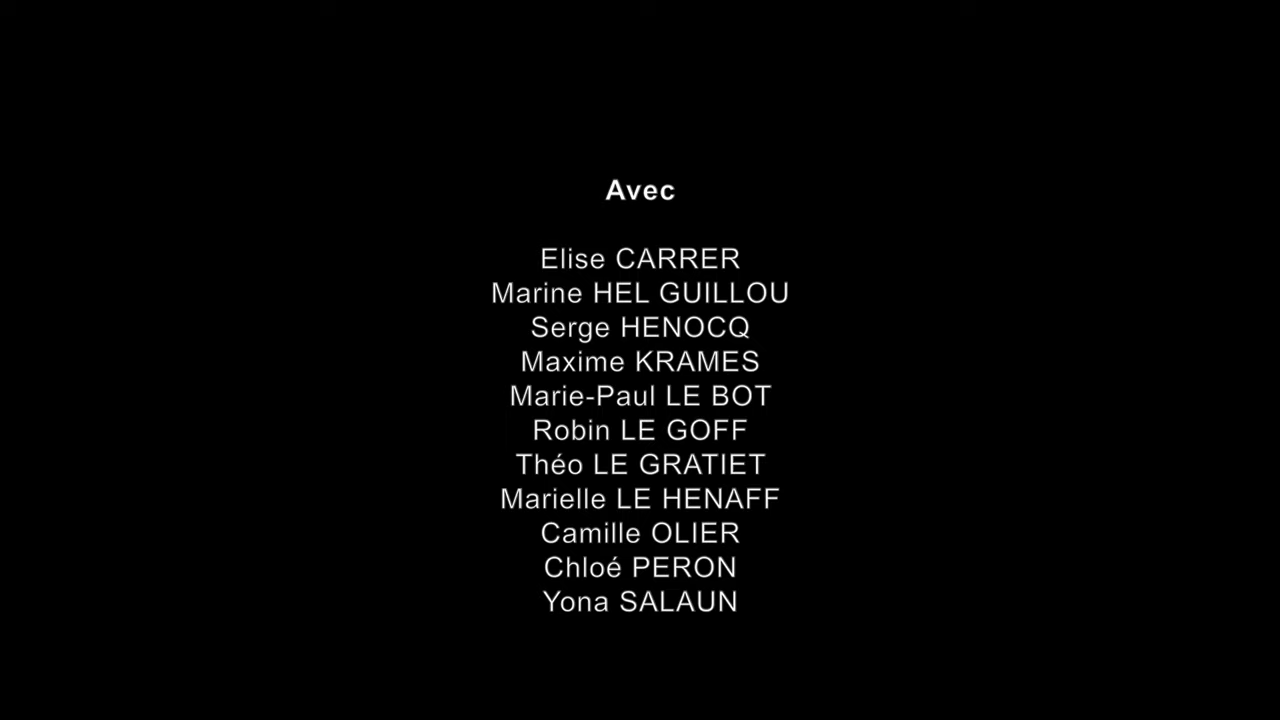 Avec
Elise CARRER
Marine HEL GUILLOU
Serge HENOCQ
Maxime KRAMES
Marie-Paul LE BOT
Robin LE GOFF
Théo LE GRATIET
Marielle LE HENAFF
Camille OLIER
Chloé PERON
Yona SALAUN